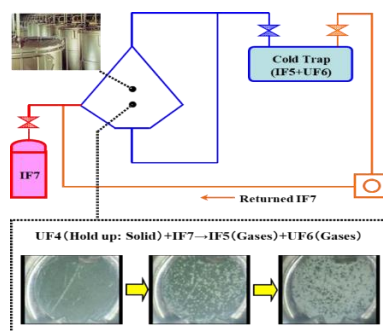 Cold Trap
(IF5+UF6)
IF7
Returned IF7
UF4(Hold up: Solid)+IF7→IF5(Gases)+UF6(Gases)